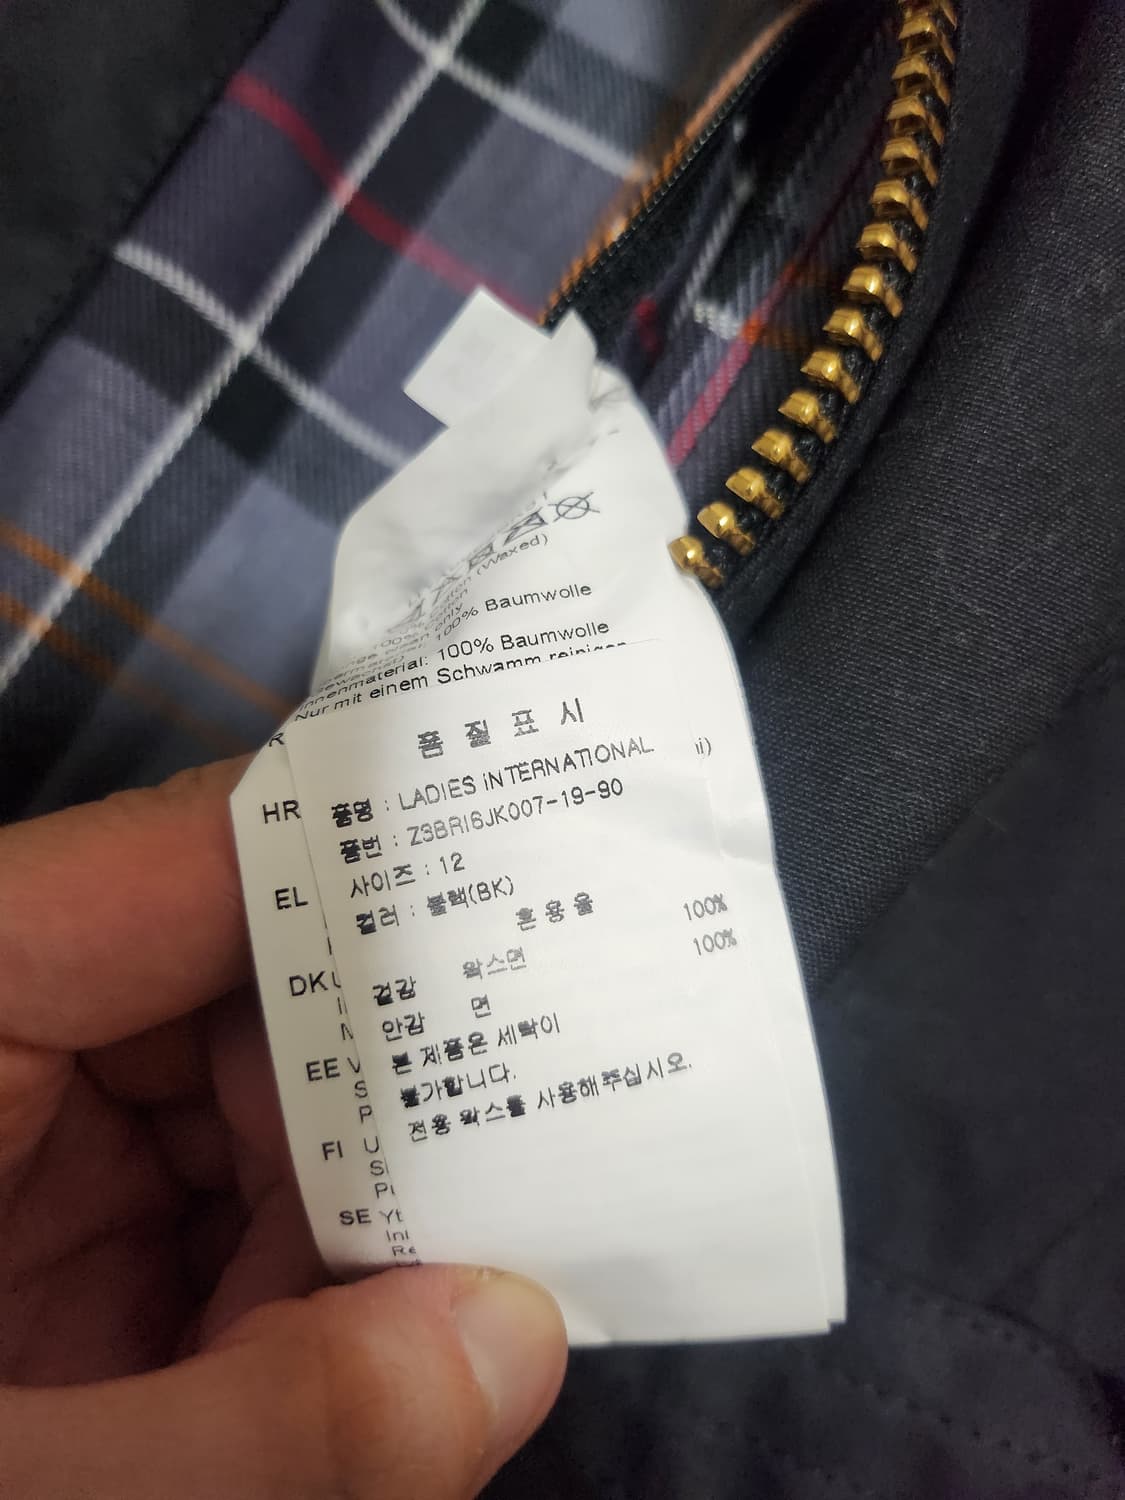 (Waxed)
100% Cotton
only
100% Baumwolle
Innenmaterial: 100% Baumwolle
Nur mit einem Schwamm reinigen
품질표시
품명 : LADIES INTERNATIONAL
품번 : Z3BRI6JK007-19-90
사이즈 : 12
컬러 : 블랙(BK)
혼용율
겉감 왁스면 100%
안감 면 100%
본 제품은 세탁이
불가합니다.
전용 왁스를 사용해주십시오.
HR
EL
DK
EE
FI
SE